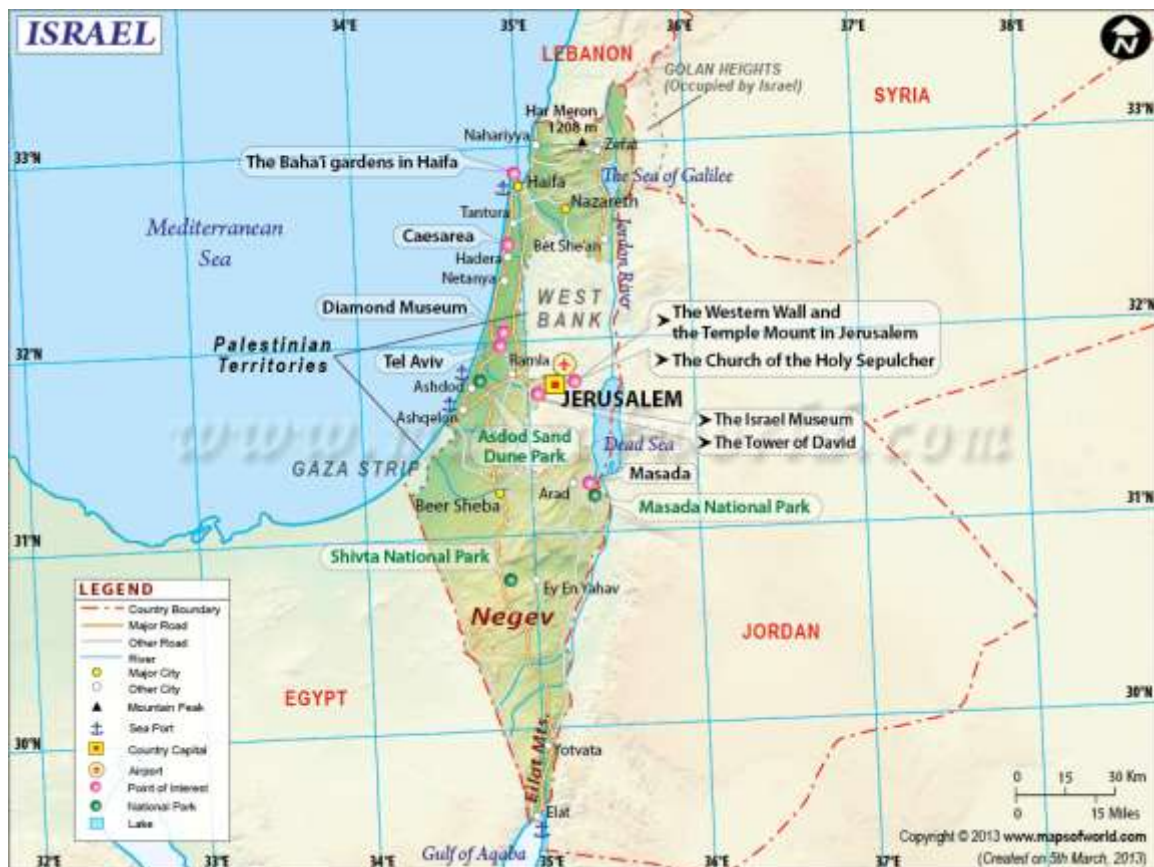 ISRAEL
34°E
35°E
36°E
37°E
N
LEBANON
GOLAN HEIGHTS
(Occupied by Israel)
SYRIA
Har Meron
1208 m
33°N
Nahariyya
Zefat
33°N
The Baha'i gardens in Haifa
Haifa
The Sea of Galilee
Nazareth
Tantura
Mediterranean
Sea
Caesarea
Bet She'an
Jordan River
Hadera
Netanya
WEST
BANK
Diamond Museum
32°N
The Western Wall and
the Temple Mount in Jerusalem
Palestinian
Territories
32°N
Tel Aviv
Ramla
The Church of the Holy Sepulcher
Ashdod
JERUSALEM
Ashqelon
The Israel Museum
The Tower of David
Asdod Sand
Dune Park
Dead Sea
GAZA STRIP
Masada
Beer Sheba
Arad
Masada National Park
31°N
31°N
Shivta National Park
Ey En Yahav
Negev
JORDAN
EGYPT
30°N
30°N
Eilat Mts.
Yotvata
Elat
Gulf of Aqaba
LEGEND
Country Boundary
Major Road
Other Road
River
Major City
Other City
Mountain Peak
Sea Port
Country Capital
Airport
Point of Interest
National Park
Lake
0 15 30 Km
0 15 Miles
Copyright © 2013 www.mapsofworld.com
(Created on 5th March, 2013)
32°E
33°E
34°E
35°E
36°E
37°E